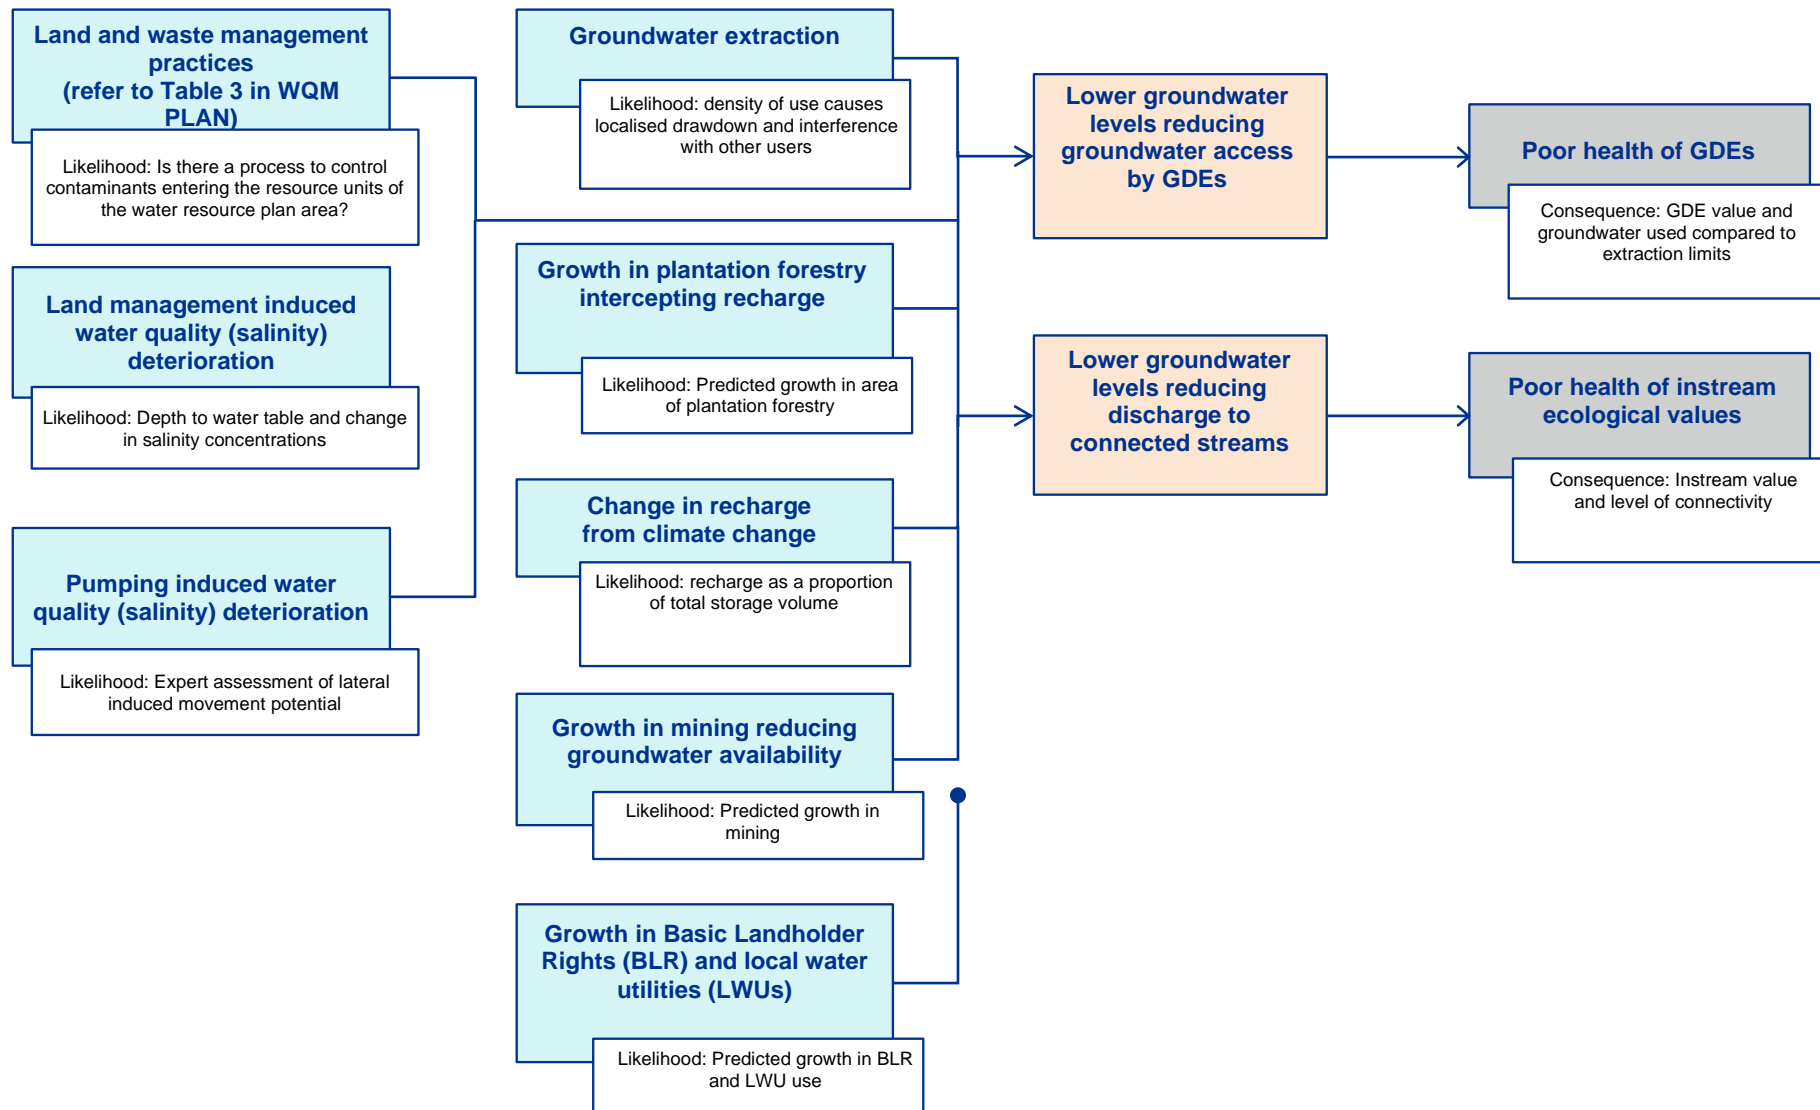 Land and waste management
practices
(refer to Table 3 in WQM
PLAN)
Likelihood: Is there a process to control
contaminants entering the resource units of
the water resource plan area?
Land management induced
water quality (salinity)
deterioration
Likelihood: Depth to water table and change
in salinity concentrations
Pumping induced water
quality (salinity) deterioration
Likelihood: Expert assessment of lateral
induced movement potential
Groundwater extraction
Likelihood: density of use causes
localised drawdown and interference
with other users
Growth in plantation forestry
intercepting recharge
Likelihood: Predicted growth in area
of plantation forestry
Change in recharge
from climate change
Likelihood: recharge as a proportion
of total storage volume
Growth in mining reducing
groundwater availability
Likelihood: Predicted growth in
mining
Growth in Basic Landholder
Rights (BLR) and local water
utilities (LWUs)
Likelihood: Predicted growth in BLR
and LWU use
Lower groundwater
levels reducing
groundwater access
by GDEs
Lower groundwater
levels reducing
discharge to
connected streams
Poor health of GDEs
Consequence: GDE value and
groundwater used compared to
extraction limits
Poor health of instream
ecological values
Consequence: Instream value
and level of connectivity